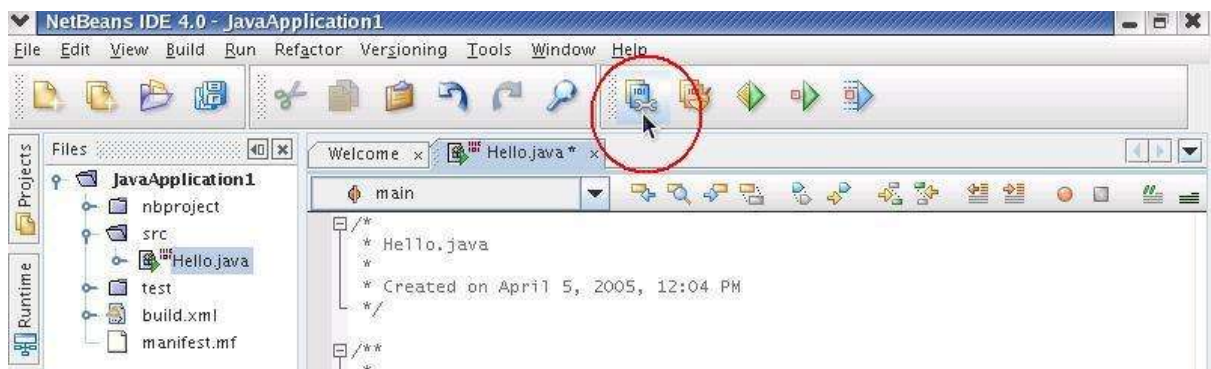 NetBeans IDE 4.0 - JavaApplication1
File Edit View Build Run Refactor Versioning Tools Window Help
Projects
Runtime
Files
JavaApplication1
nbproject
src
Hello.java
test
build.xml
manifest.mf
Welcome x Hello.java * x
main
/*
* Hello.java
*
* Created on April 5, 2005, 12:04 PM
*/
/**
*